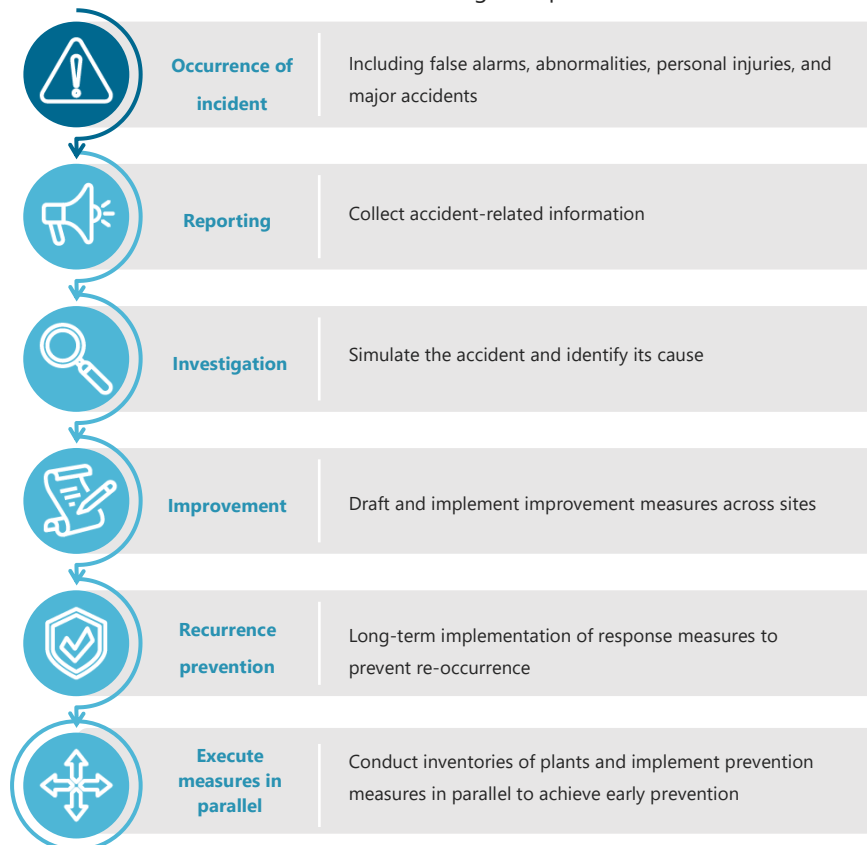 Occurrence of
incident
Including false alarms, abnormalities, personal injuries, and
major accidents
Reporting
Collect accident-related information
Investigation
Simulate the accident and identify its cause
Improvement
Draft and implement improvement measures across sites
Recurrence
prevention
Long-term implementation of response measures to
prevent re-occurrence
Execute
measures in
parallel
Conduct inventories of plants and implement prevention
measures in parallel to achieve early prevention